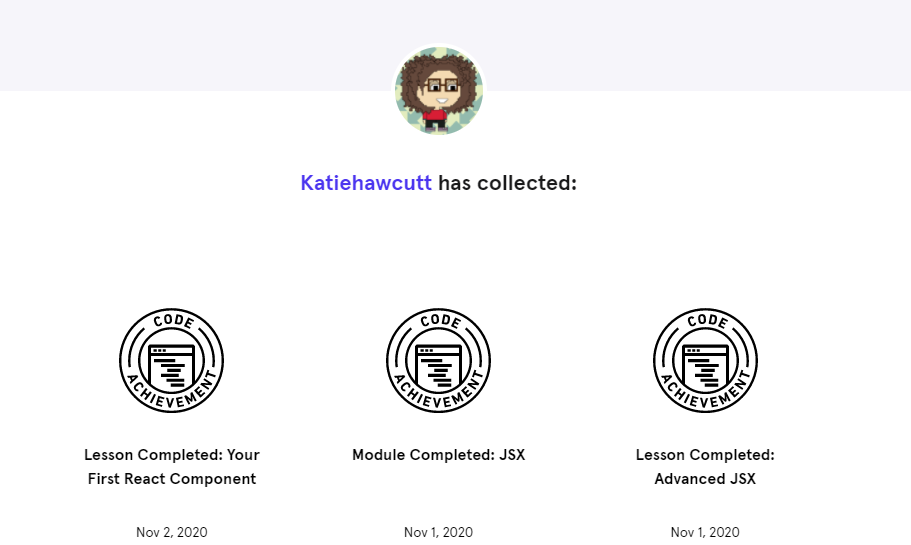 Katiehawcutt has collected:
CODE
ACHIEVEMENT
CODE
ACHIEVEMENT
CODE
ACHIEVEMENT
Lesson Completed: Your
First React Component
Module Completed: JSX
Lesson Completed:
Advanced JSX
Nov 2, 2020
Nov 1, 2020
Nov 1, 2020